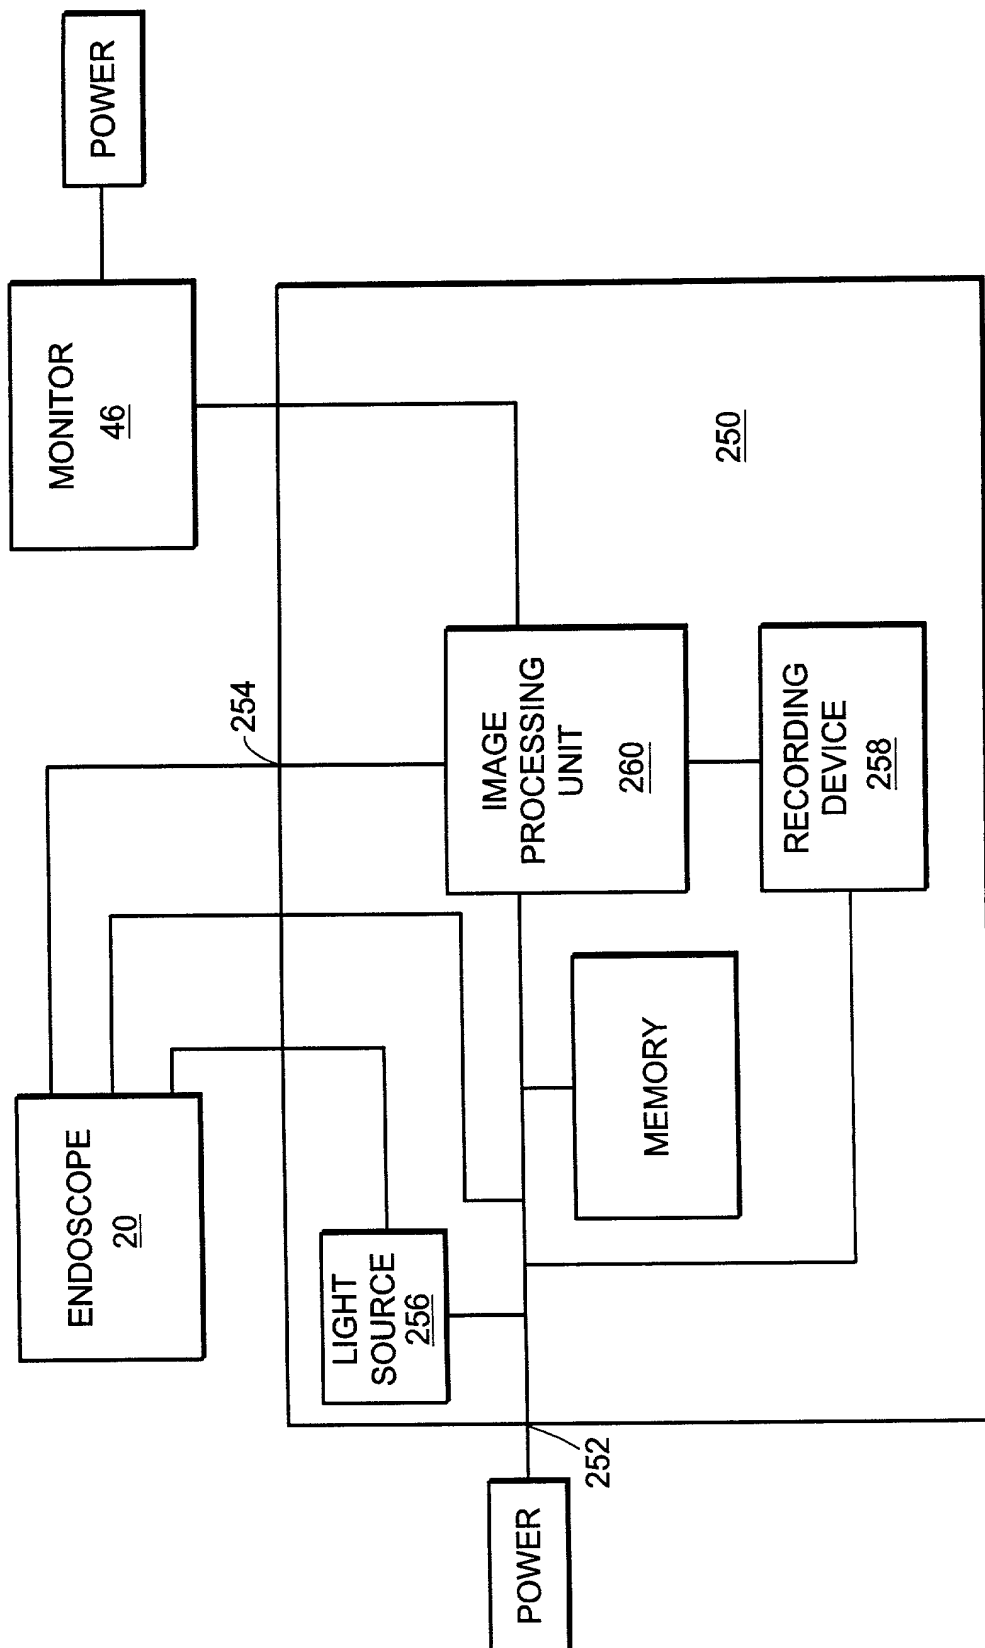 POWER
MONITOR
46
ENDOSCOPE
20
254
250
LIGHT
SOURCE
256
IMAGE
PROCESSING
UNIT
260
MEMORY
RECORDING
DEVICE
258
POWER
252